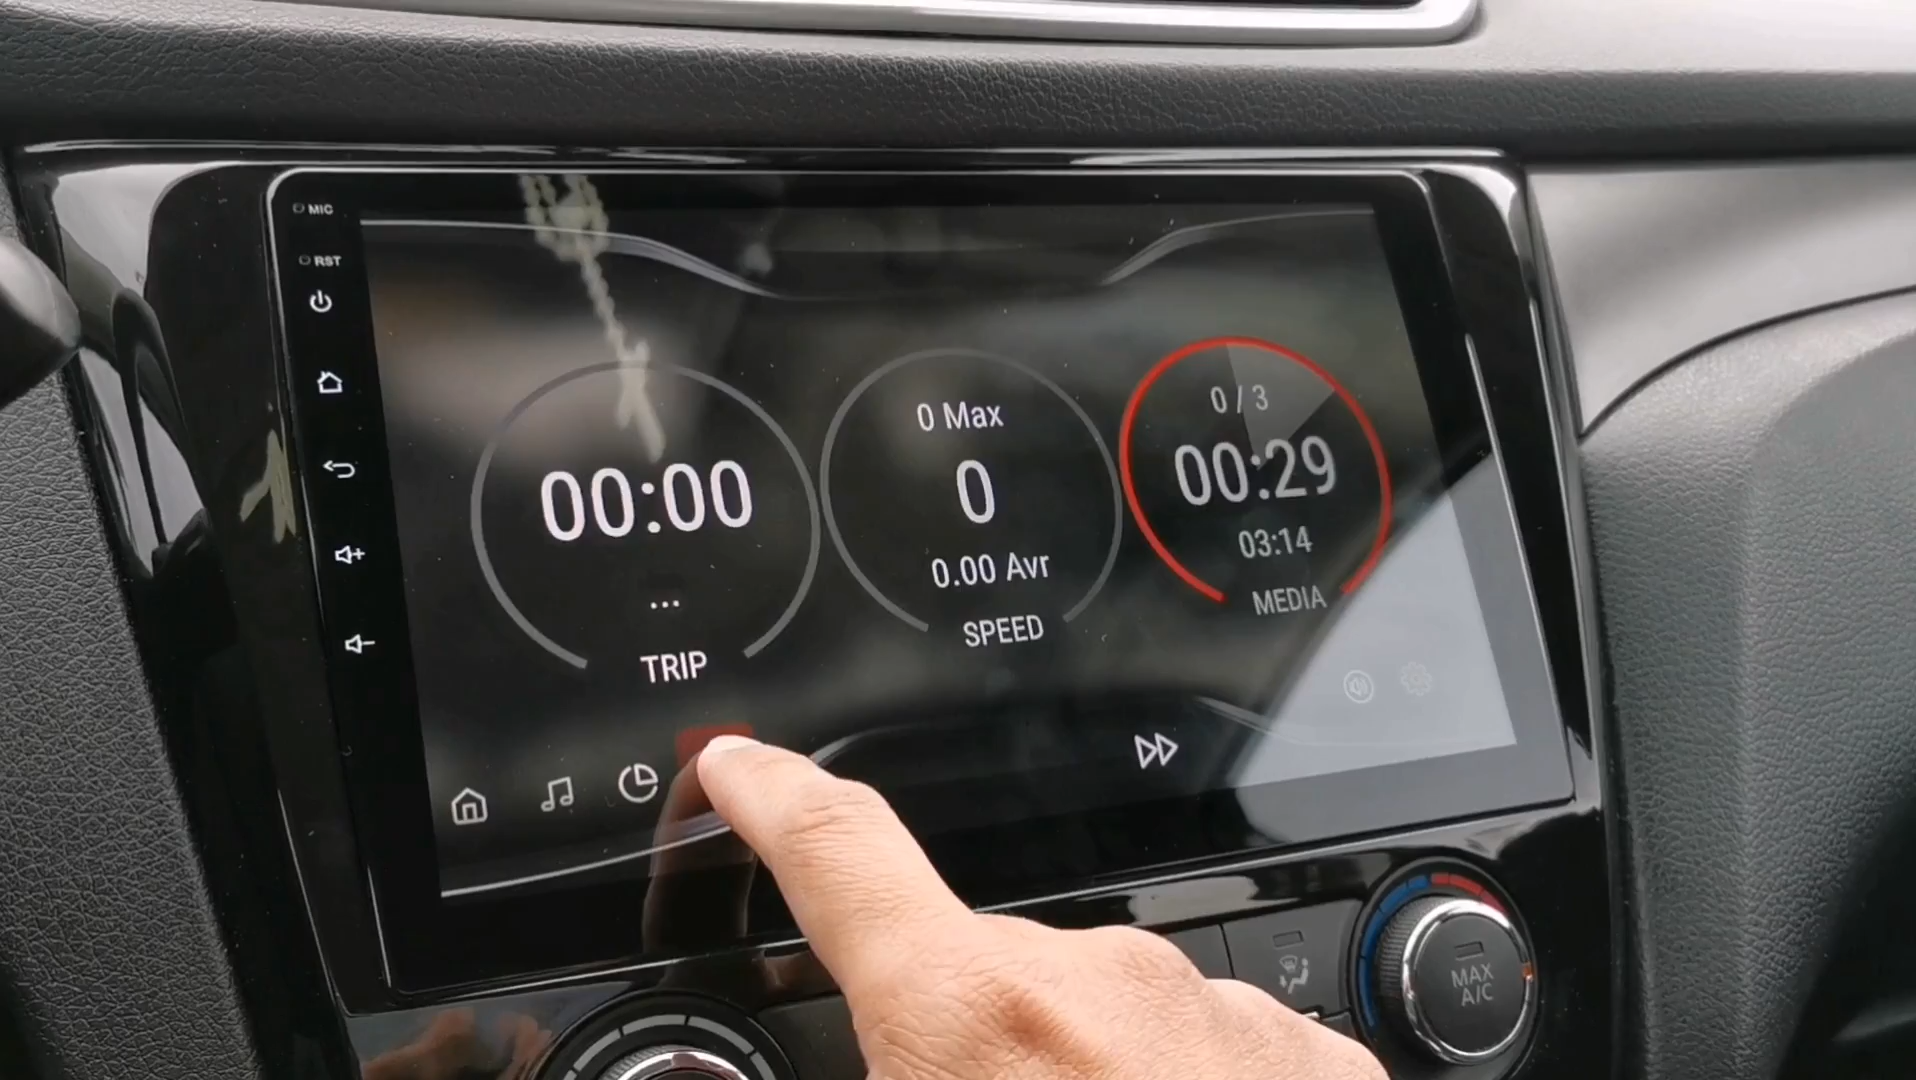 MIC
RST
00:00
...
TRIP
0 Max
0
0.00 Avr
SPEED
0 / 3
00:29
03:14
MEDIA
MAX
A/C